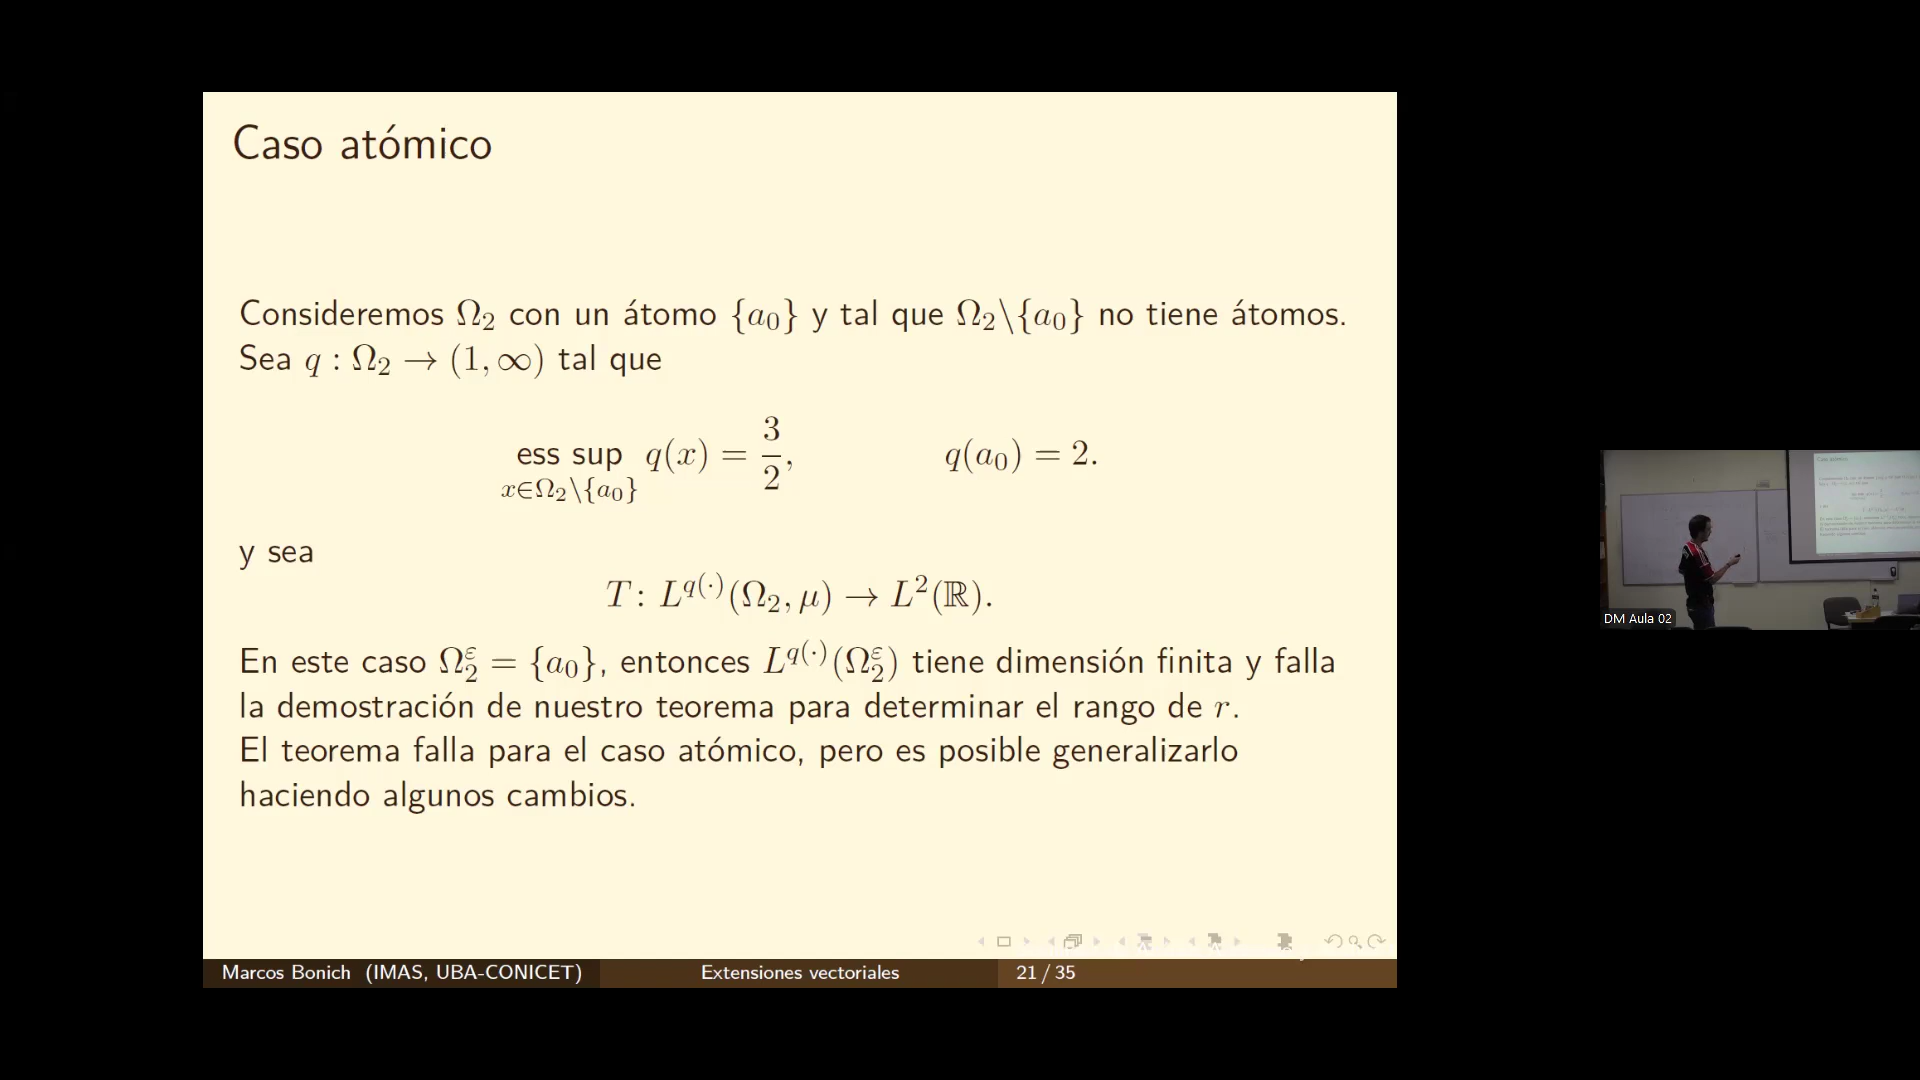 Caso atómico
Consideremos Ω₂ con un átomo {a₀} y tal que Ω₂\{a₀} no tiene átomos.
Sea q : Ω₂ → (1, ∞) tal que
ess sup_{x∈Ω₂\{a₀}} q(x) = 3/2, q(a₀) = 2.
y sea
T : L^{q(·)}(Ω₂, μ) → L²(ℝ).
En este caso Ω₂^ε = {a₀}, entonces L^{q(·)}(Ω₂^ε) tiene dimensión finita y falla
la demostración de nuestro teorema para determinar el rango de r.
El teorema falla para el caso atómico, pero es posible generalizarlo
haciendo algunos cambios.
Marcos Bonich (IMAS, UBA-CONICET) Extensiones vectoriales 21 / 35
DM Aula 02